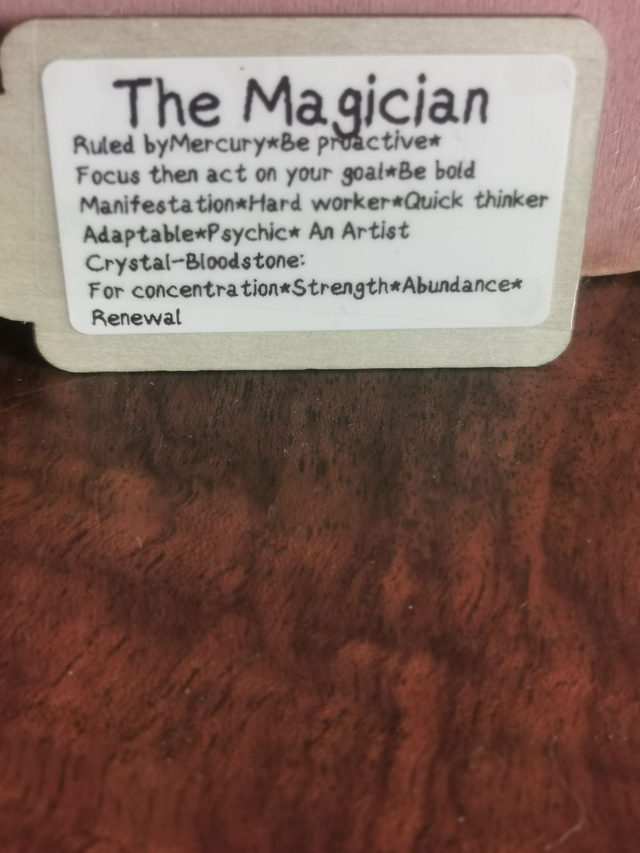 The Magician
Ruled byMercury*Be proactive*
Focus then act on your goal*Be bold
Manifestation*Hard worker*Quick thinker
Adaptable*Psychic* An Artist
Crystal-Bloodstone:
For concentration*Strength*Abundance*
Renewal